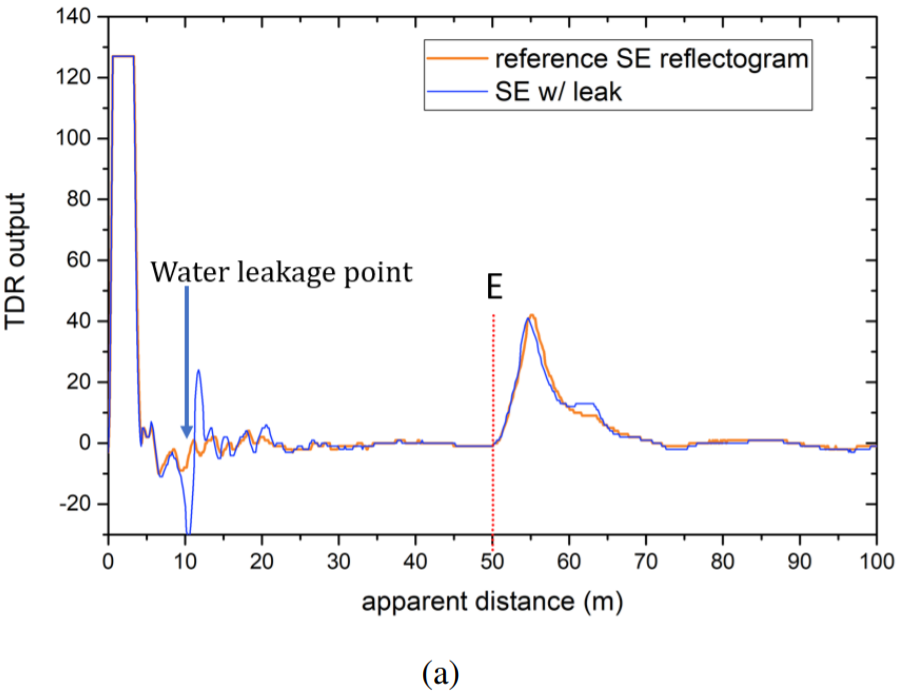 140
120
100
80
60
40
20
0
-20
TDR output
reference SE reflectogram
SE w/ leak
Water leakage point
E
0 10 20 30 40 50 60 70 80 90 100
apparent distance (m)
(a)